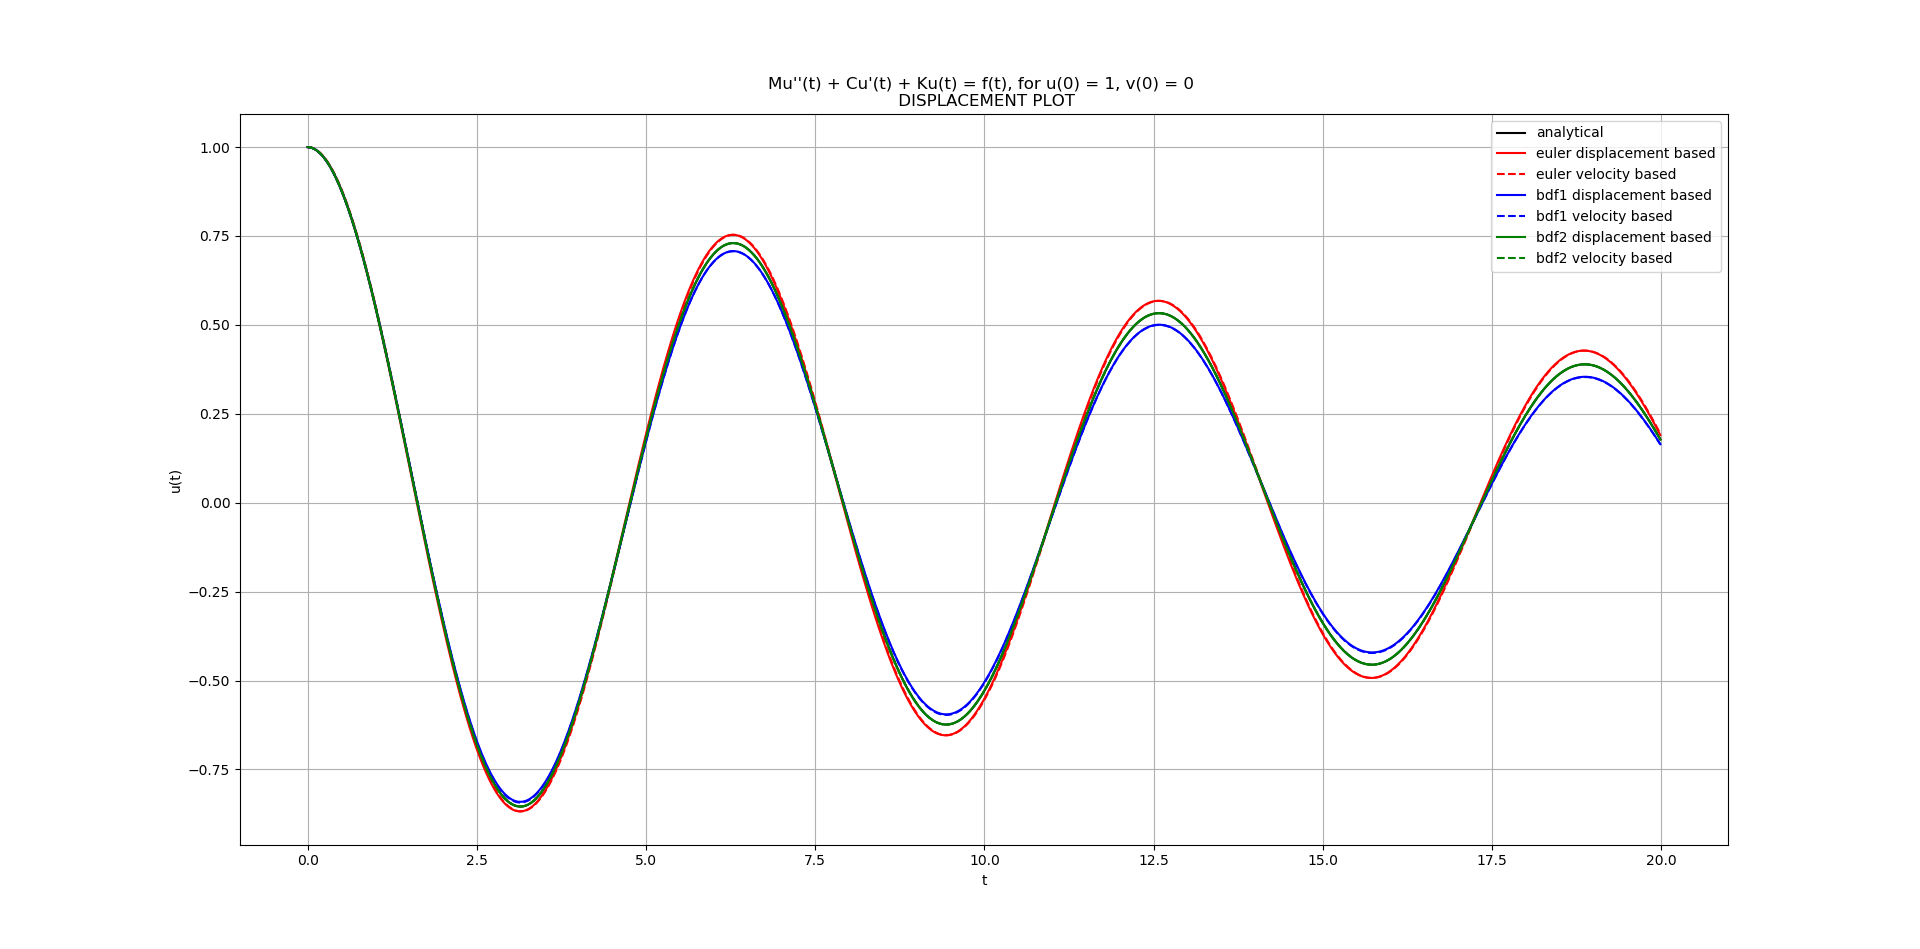 Mu''(t) + Cu'(t) + Ku(t) = f(t), for u(0) = 1, v(0) = 0
DISPLACEMENT PLOT
analytical
euler displacement based
euler velocity based
bdf1 displacement based
bdf1 velocity based
bdf2 displacement based
bdf2 velocity based
1.00
0.75
0.50
0.25
0.00
−0.25
−0.50
−0.75
u(t)
0.0 2.5 5.0 7.5 10.0 12.5 15.0 17.5 20.0
t